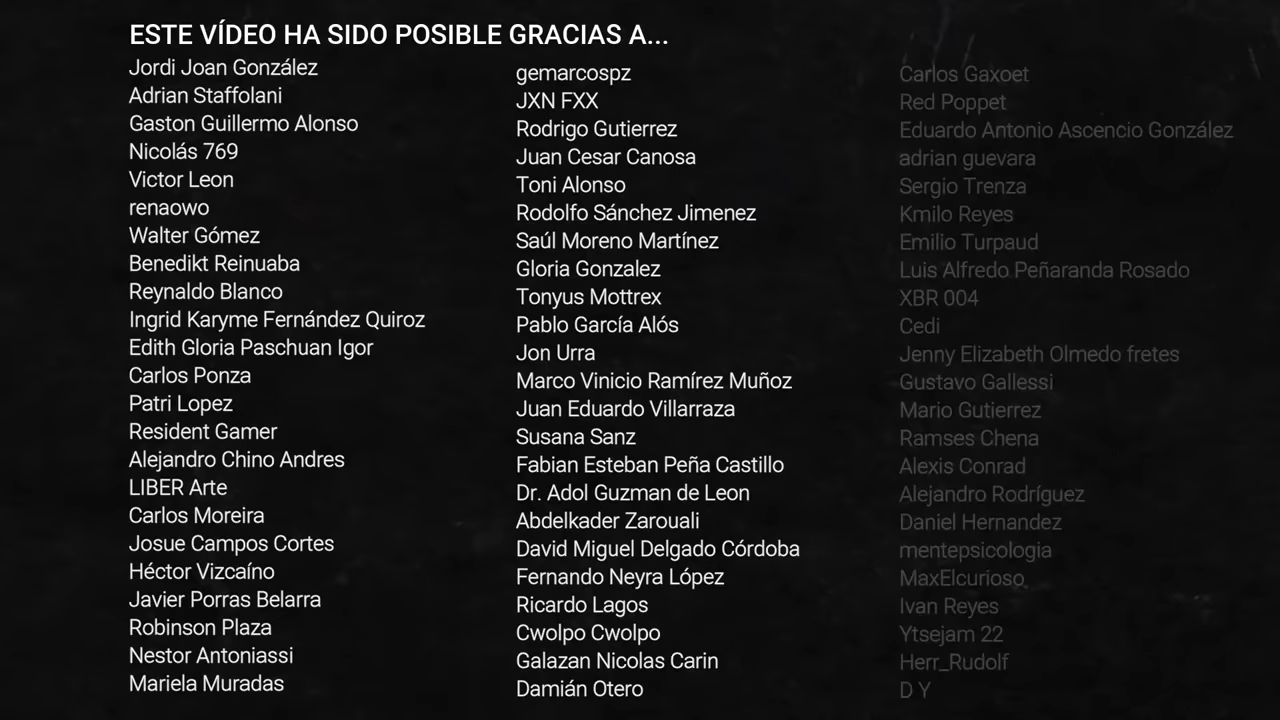 ESTE VÍDEO HA SIDO POSIBLE GRACIAS A...
Jordi Joan González
Adrian Staffolani
Gaston Guillermo Alonso
Nicolás 769
Victor Leon
renaowo
Walter Gómez
Benedikt Reinuaba
Reynaldo Blanco
Ingrid Karyme Fernández Quiroz
Edith Gloria Paschuan Igor
Carlos Ponza
Patri Lopez
Resident Gamer
Alejandro Chino Andres
LIBER Arte
Carlos Moreira
Josue Campos Cortes
Héctor Vizcaíno
Javier Porras Belarra
Robinson Plaza
Nestor Antoniassi
Mariela Muradas
gemarcospz
JXN FXX
Rodrigo Gutierrez
Juan Cesar Canosa
Toni Alonso
Rodolfo Sánchez Jimenez
Saúl Moreno Martínez
Gloria Gonzalez
Tonyus Mottrex
Pablo García Alós
Jon Urra
Marco Vinicio Ramírez Muñoz
Juan Eduardo Villarraza
Susana Sanz
Fabian Esteban Peña Castillo
Dr. Adol Guzman de Leon
Abdelkader Zarouali
David Miguel Delgado Córdoba
Fernando Neyra López
Ricardo Lagos
Cwolpo Cwolpo
Galazan Nicolas Carin
Damián Otero
Carlos Gaxoet
Red Poppet
Eduardo Antonio Ascencio González
adrian guevara
Sergio Trenza
Kmilo Reyes
Emilio Turpaud
Luis Alfredo Peñaranda Rosado
XBR 004
Cedi
Jenny Elizabeth Olmedo fretes
Gustavo Gallessi
Mario Gutierrez
Ramses Chena
Alexis Conrad
Alejandro Rodríguez
Daniel Hernandez
mentepsicologia
MaxElcurioso
Ivan Reyes
Ytsejam 22
Herr_Rudolf
D Y